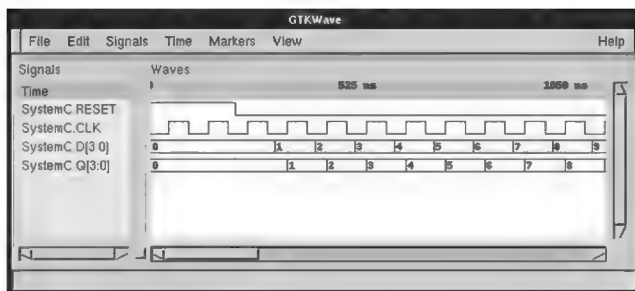 GTKWave
File Edit Signals Time Markers View Help
Signals Waves
Time 525 ns 1050 ns
SystemC.RESET
SystemC.CLK
SystemC.D[3:0] 0 1 2 3 4 5 6 7 8 9
SystemC.Q[3:0] 0 1 2 3 4 5 6 7 8